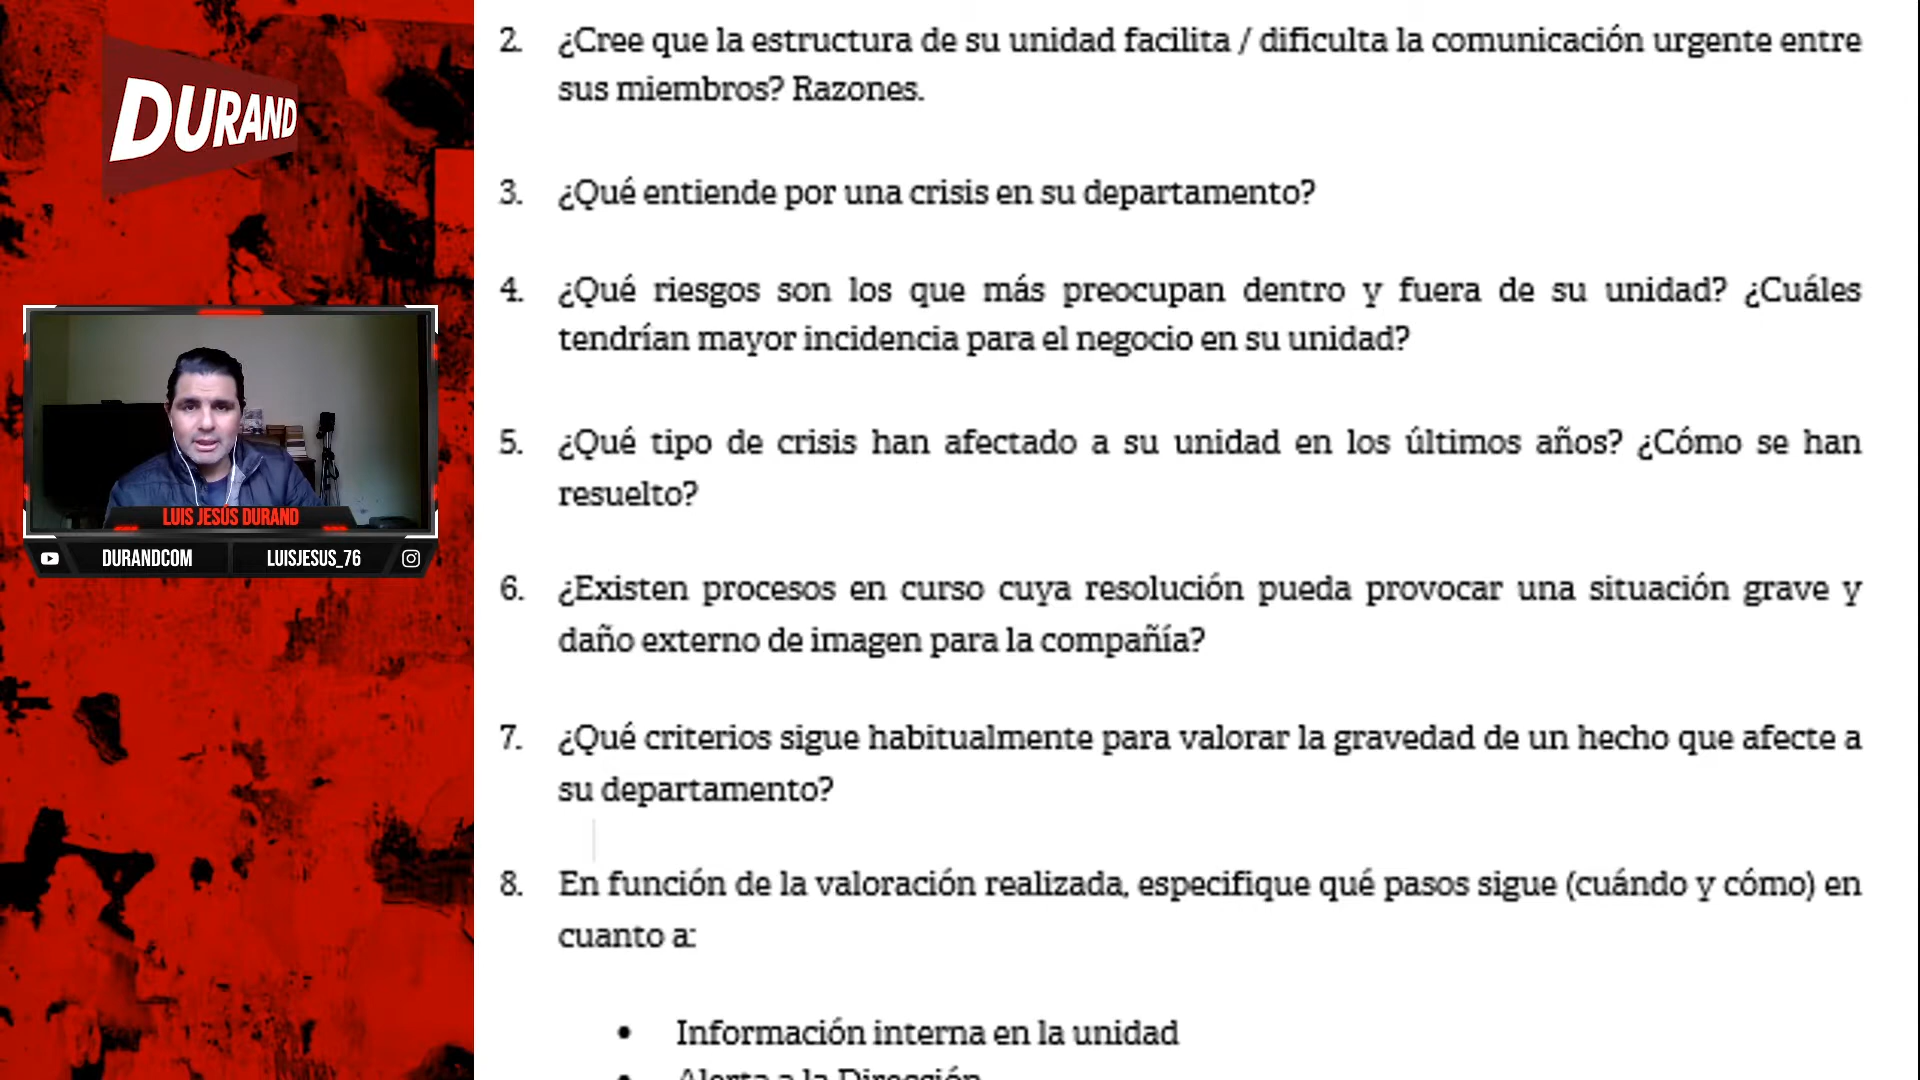 DURAND
LUIS JESÚS DURAND
DURANDCOM
LUISJESUS_76
2. ¿Cree que la estructura de su unidad facilita / dificulta la comunicación urgente entre
sus miembros? Razones.
3. ¿Qué entiende por una crisis en su departamento?
4. ¿Qué riesgos son los que más preocupan dentro y fuera de su unidad? ¿Cuáles
tendrían mayor incidencia para el negocio en su unidad?
5. ¿Qué tipo de crisis han afectado a su unidad en los últimos años? ¿Cómo se han
resuelto?
6. ¿Existen procesos en curso cuya resolución pueda provocar una situación grave y
daño externo de imagen para la compañía?
7. ¿Qué criterios sigue habitualmente para valorar la gravedad de un hecho que afecte a
su departamento?
8. En función de la valoración realizada, especifique qué pasos sigue (cuándo y cómo) en
cuanto a:
• Información interna en la unidad
• Alerta a la Dirección